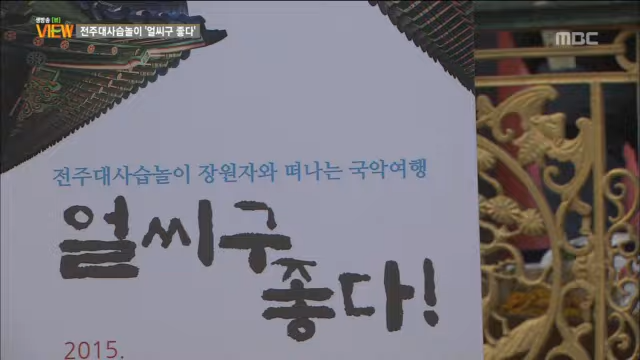 생방송 [봄]
VIEW
전주대사습놀이 '얼씨구 좋다'
MBC
전주대사습놀이 장원자와 떠나는 국악여행
얼씨구
좋다!
2015.